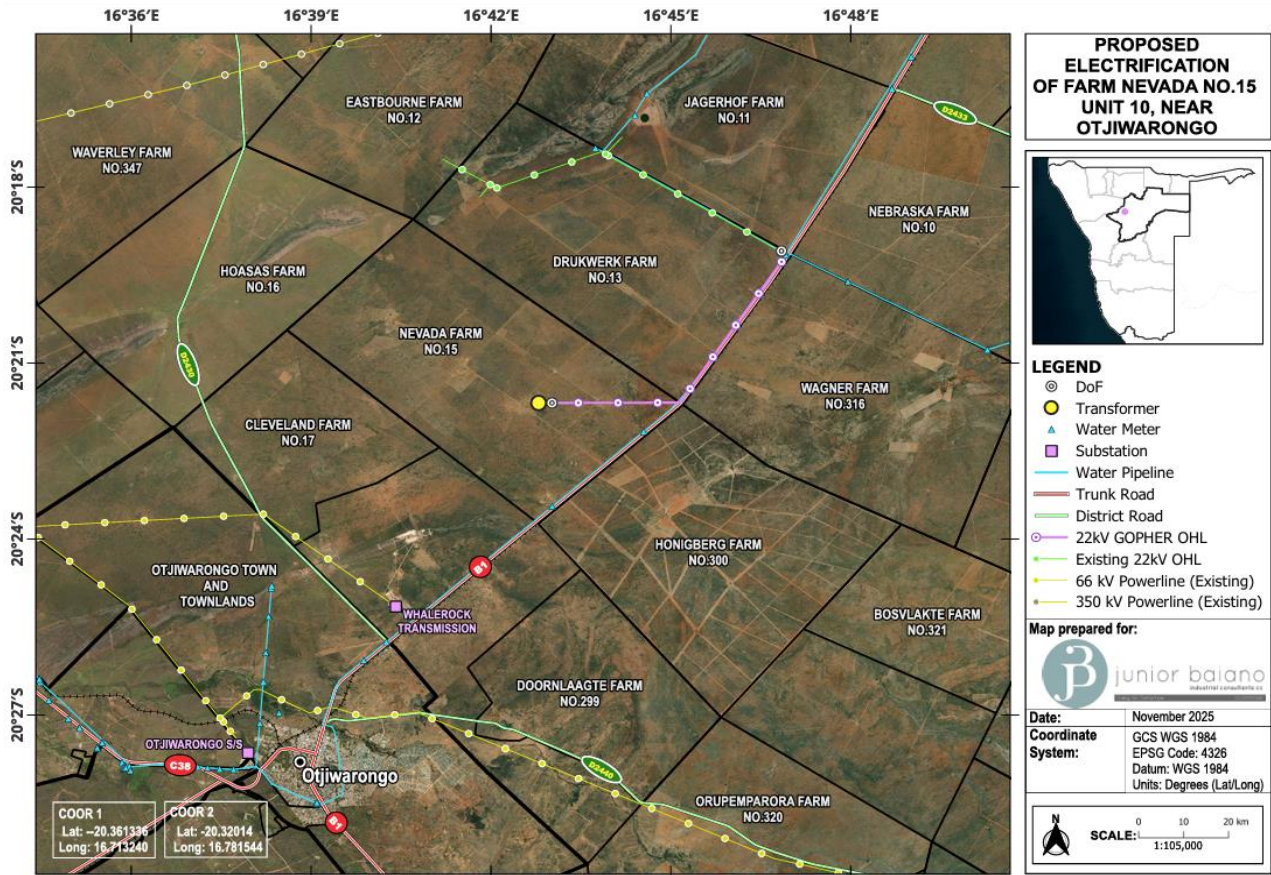 16°36'E
16°39'E
16°42'E
16°45'E
16°48'E
20°18'S
20°21'S
20°24'S
20°27'S
EASTBOURNE FARM
NO.12
JAGERHOF FARM
NO.11
D2433
WAVERLEY FARM
NO.347
NEBRASKA FARM
NO.10
HOASAS FARM
NO.16
DRUKWERK FARM
NO.13
NEVADA FARM
NO.15
D2430
WAGNER FARM
NO.316
CLEVELAND FARM
NO.17
HONIGBERG FARM
NO.300
B1
OTJIWARONGO TOWN
AND
TOWNLANDS
WHALEROCK
TRANSMISSION
BOSVLAKTE FARM
NO.321
DOORNLAAGTE FARM
NO.299
OTJIWARONGO S/S
C38
Otjiwarongo
D2440
ORUPEMPARORA FARM
NO.320
B1
COOR 1
Lat: --20.361336
Long: 16.713240
COOR 2
Lat: -20.32014
Long: 16.781544
PROPOSED
ELECTRIFICATION
OF FARM NEVADA NO.15
UNIT 10, NEAR
OTJIWARONGO
LEGEND
DoF
Transformer
Water Meter
Substation
Water Pipeline
Trunk Road
District Road
22kV GOPHER OHL
Existing 22kV OHL
66 kV Powerline (Existing)
350 kV Powerline (Existing)
Map prepared for:
junior baiano
industrial consultants cc
Date:
November 2025
Coordinate
System:
GCS WGS 1984
EPSG Code: 4326
Datum: WGS 1984
Units: Degrees (Lat/Long)
N
SCALE:
0 10 20 km
1:105,000